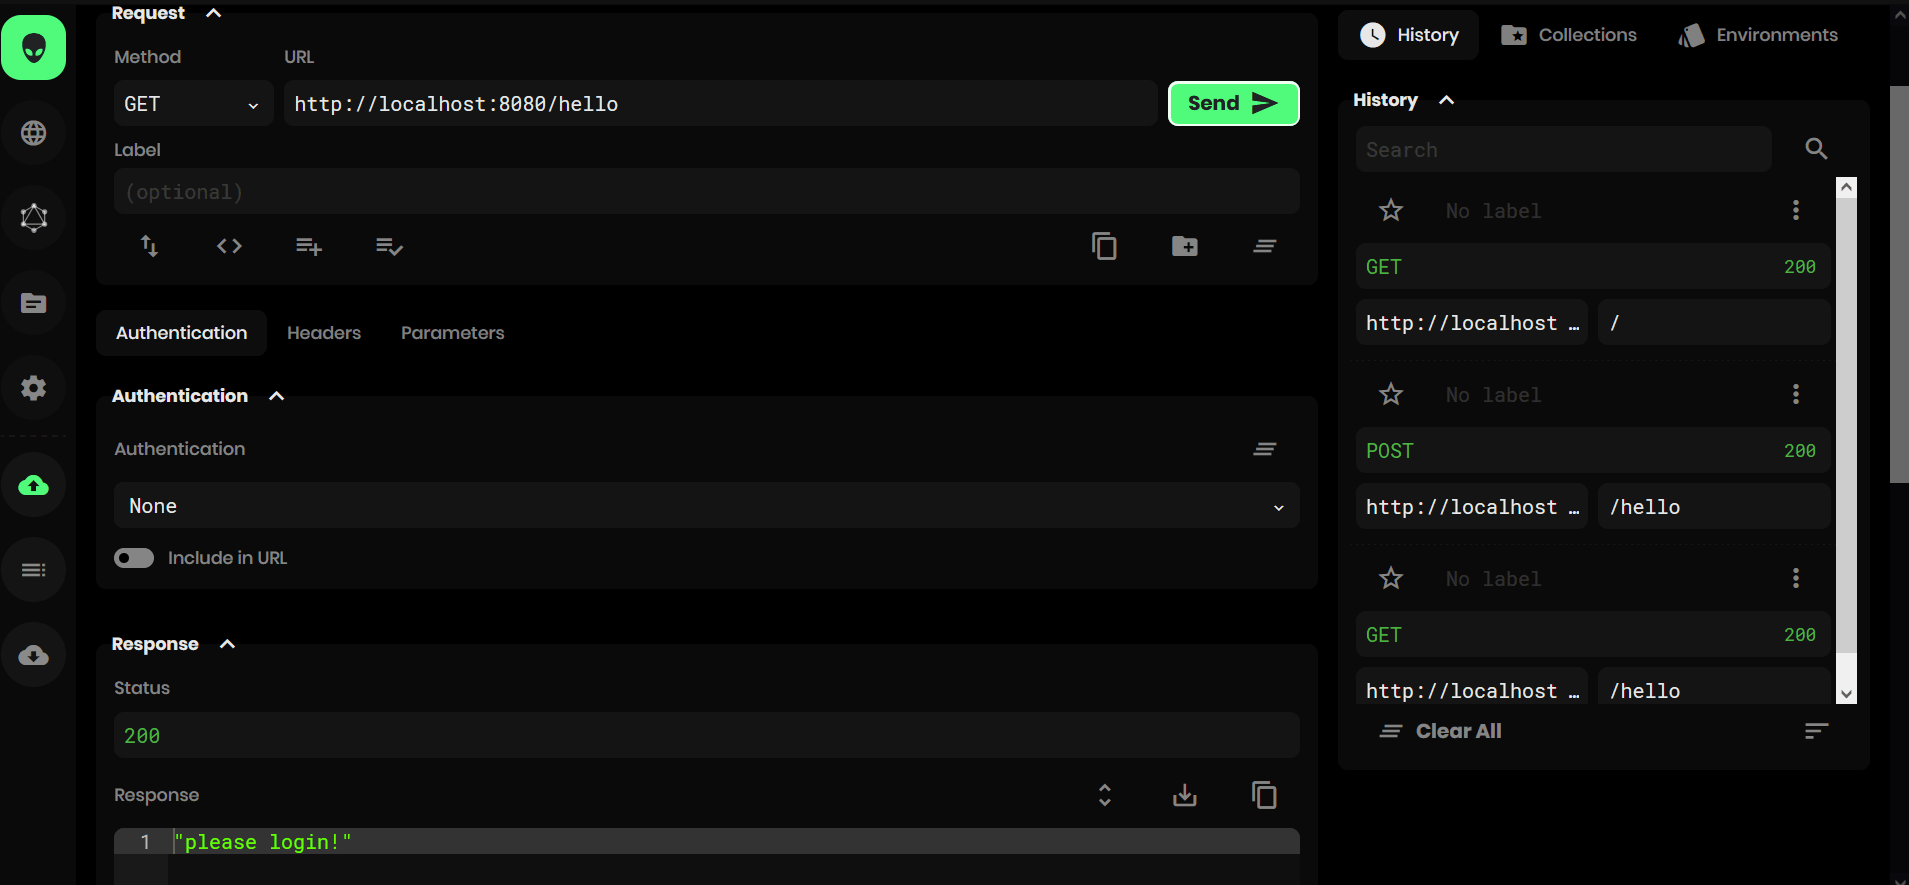 Request
Method
URL
GET
http://localhost:8080/hello
Send
Label
(optional)
Authentication
Headers
Parameters
Authentication
Authentication
None
Include in URL
Response
Status
200
Response
1
"please login!"
History
Collections
Environments
History
Search
No label
GET
200
http://localhost …
/
No label
POST
200
http://localhost …
/hello
No label
GET
200
http://localhost …
/hello
Clear All